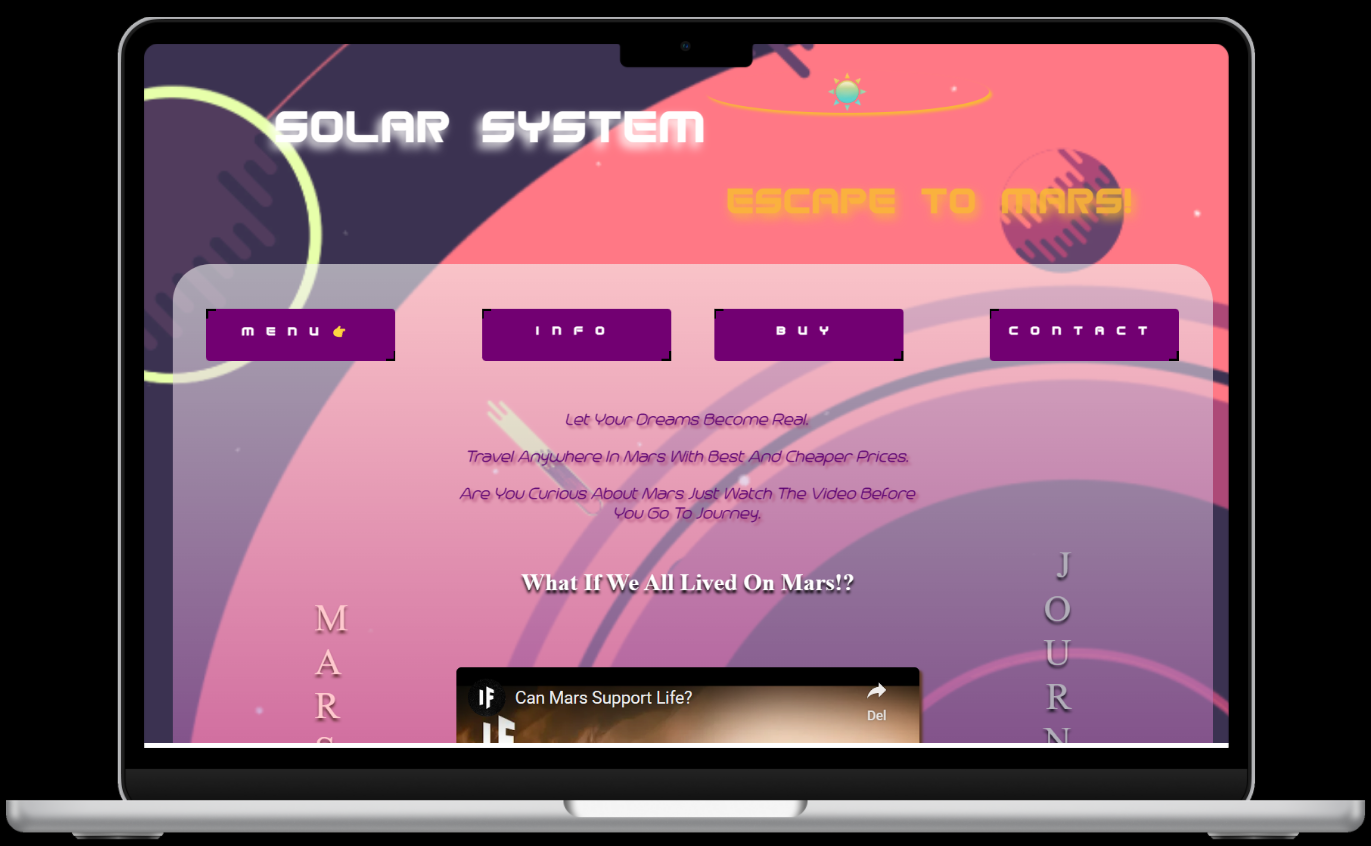 SOLAR SYSTEM
ESCAPE TO MARS!
MENU👉
INFO
BUY
CONTACT
Let Your Dreams Become Real.
Travel Anywhere In Mars With Best And Cheaper Prices.
Are You Curious About Mars Just Watch The Video Before
You Go To Journey.
What If We All Lived On Mars!?
J
O
U
R
N
M
A
R
S
IF
Can Mars Support Life?
Del
IF